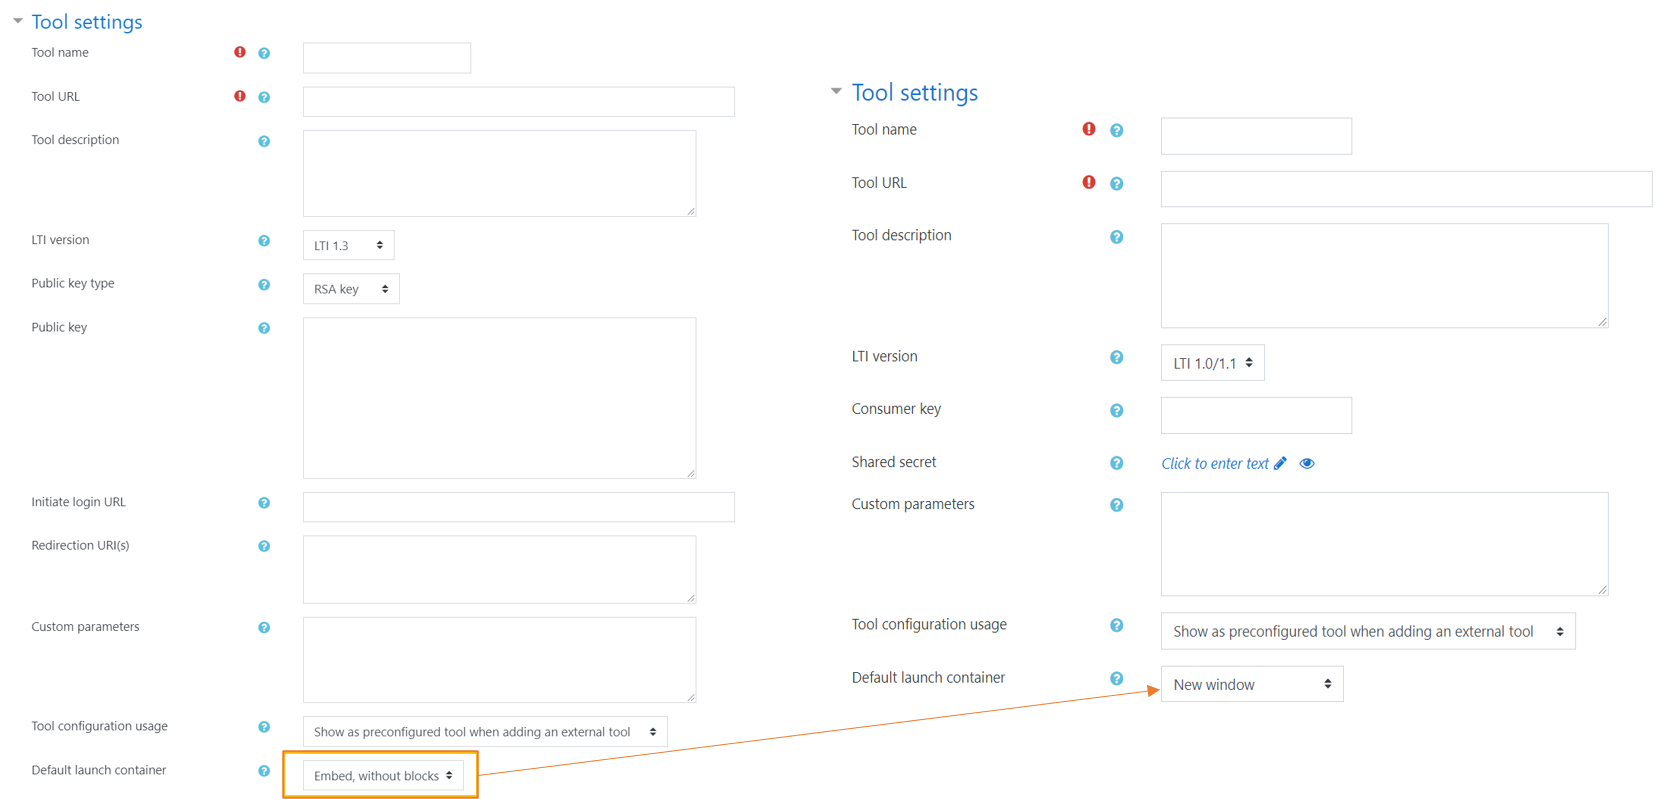 Tool settings
Tool name
Tool URL
Tool description
LTI version
LTI 1.3
Public key type
RSA key
Public key
Initiate login URL
Redirection URI(s)
Custom parameters
Tool configuration usage
Show as preconfigured tool when adding an external tool
Default launch container
Embed, without blocks
Tool settings
Tool name
Tool URL
Tool description
LTI version
LTI 1.0/1.1
Consumer key
Shared secret
Click to enter text
Custom parameters
Tool configuration usage
Show as preconfigured tool when adding an external tool
Default launch container
New window